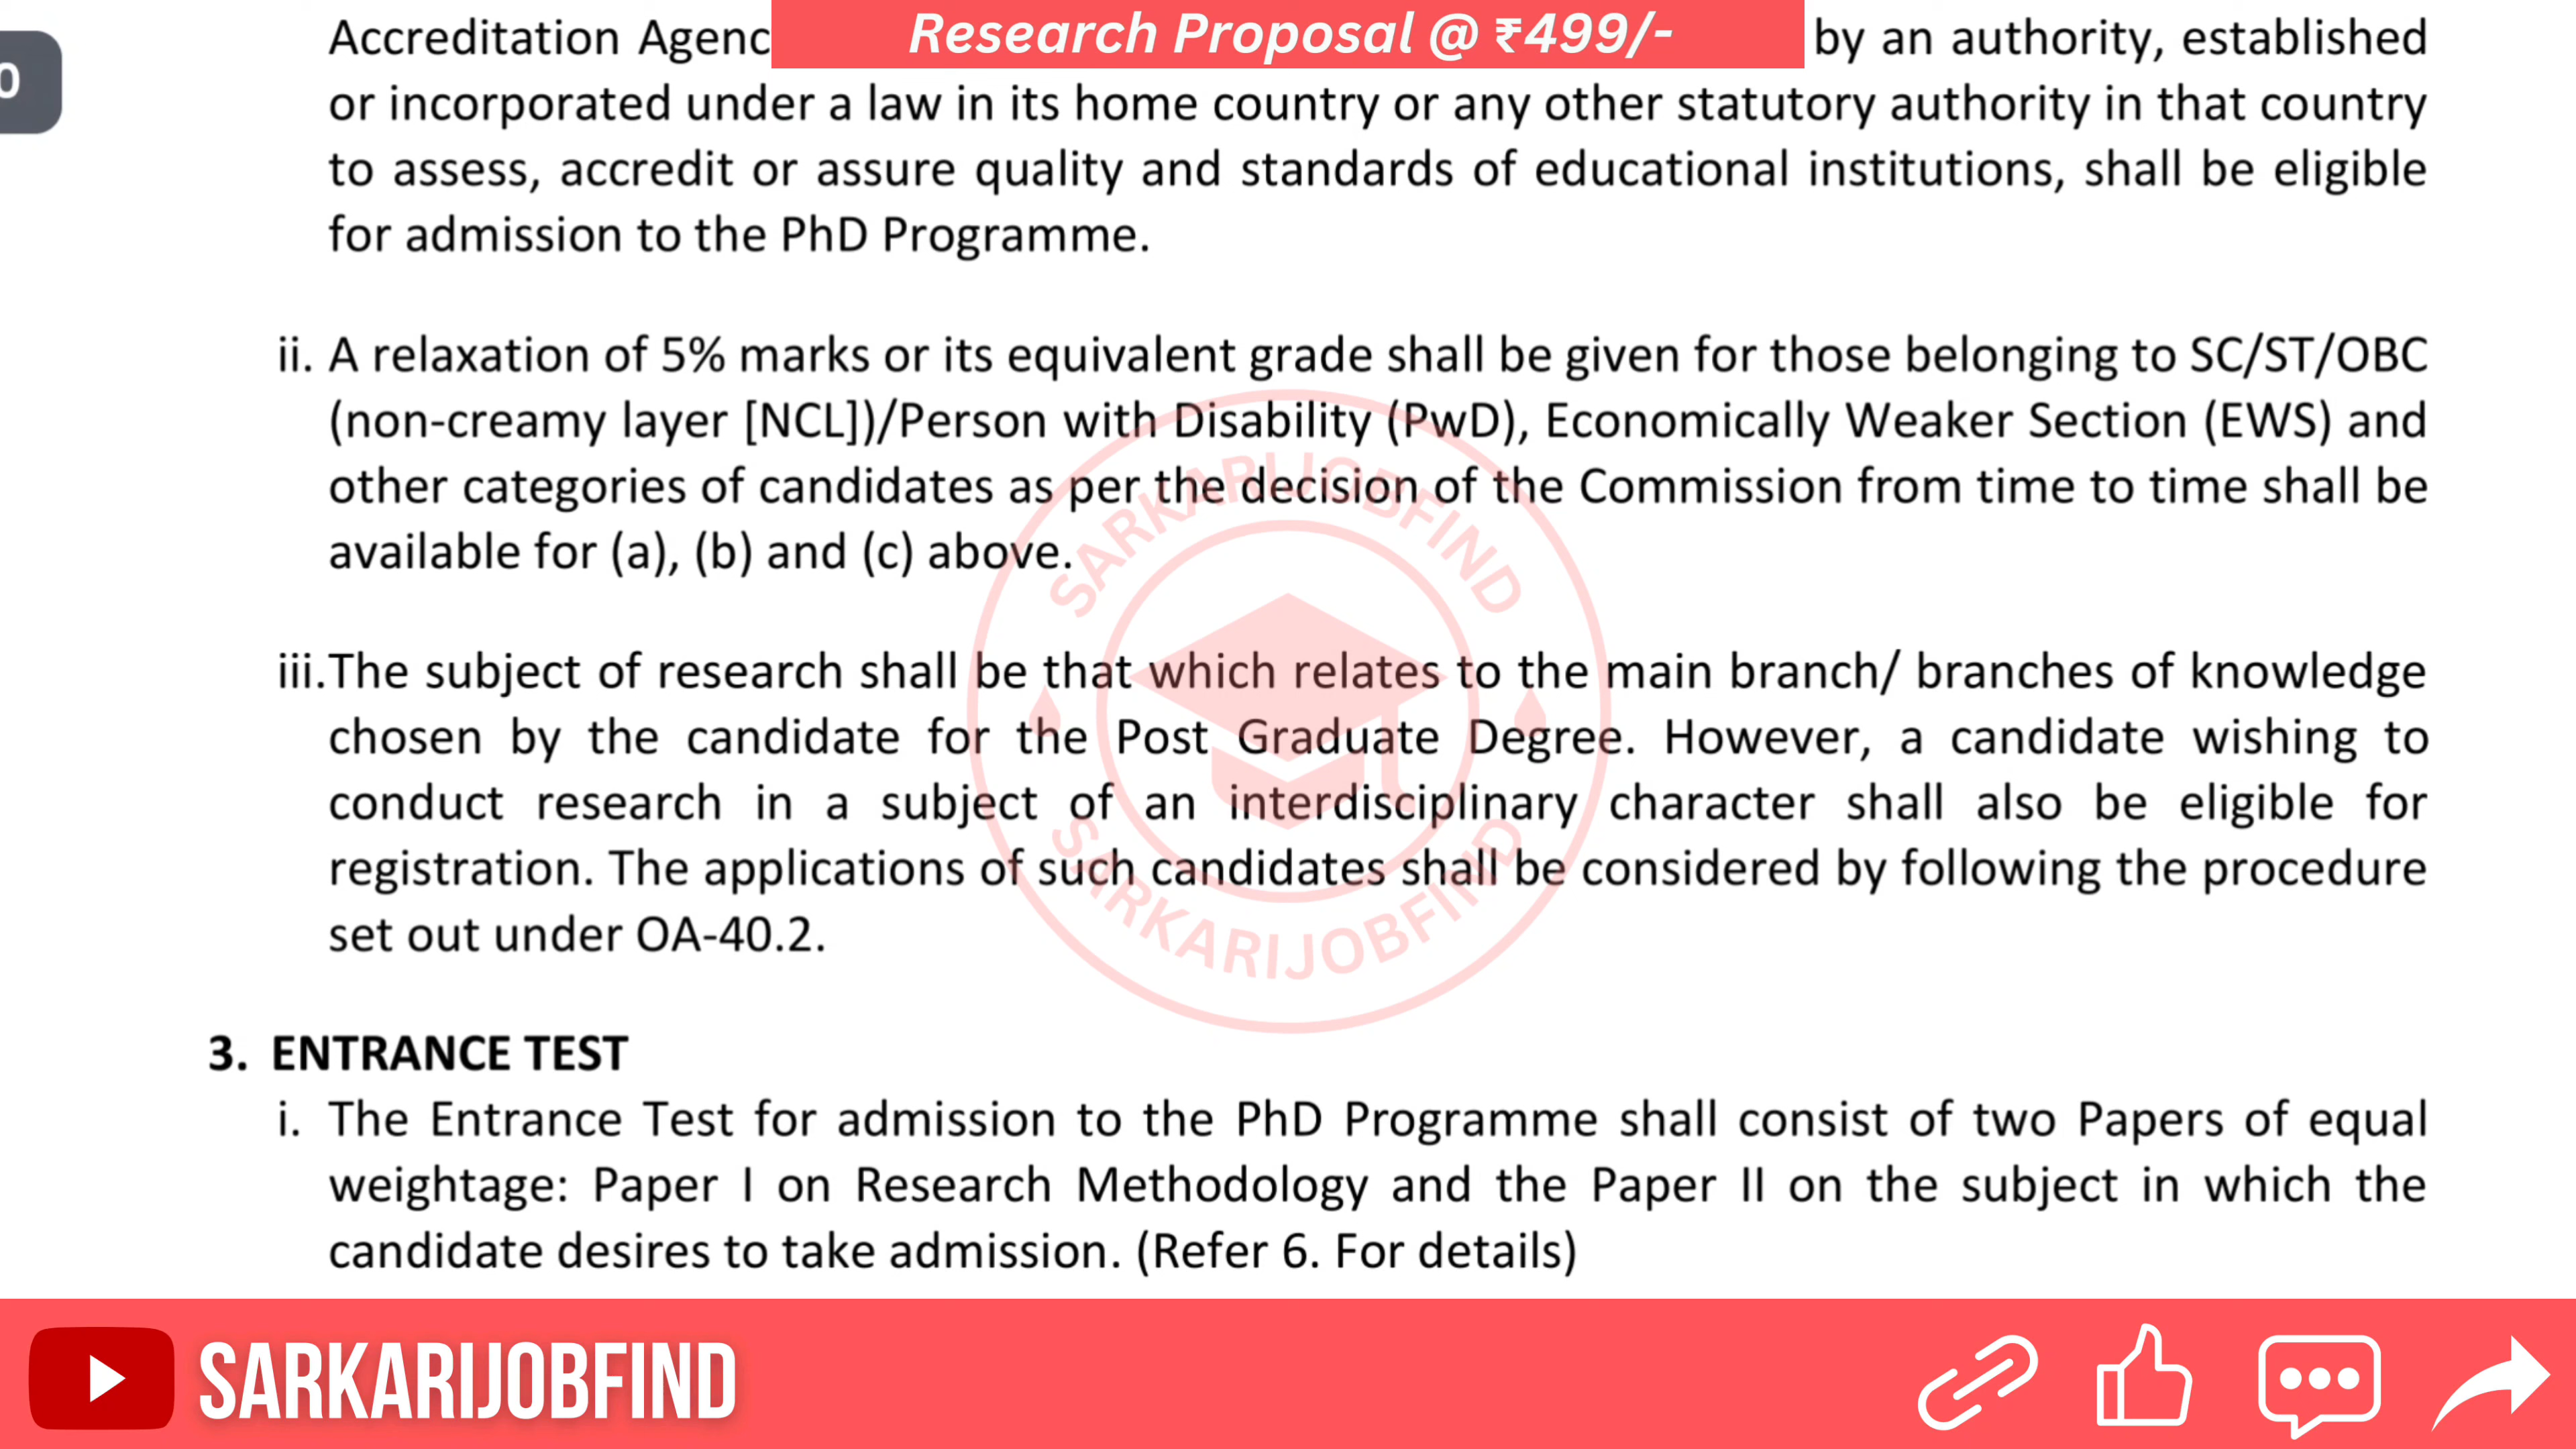 Research Proposal @ ₹499/-
Accreditation Agenc by an authority, established
or incorporated under a law in its home country or any other statutory authority in that country
to assess, accredit or assure quality and standards of educational institutions, shall be eligible
for admission to the PhD Programme.
ii. A relaxation of 5% marks or its equivalent grade shall be given for those belonging to SC/ST/OBC
(non-creamy layer [NCL])/Person with Disability (PwD), Economically Weaker Section (EWS) and
other categories of candidates as per the decision of the Commission from time to time shall be
available for (a), (b) and (c) above.
iii.The subject of research shall be that which relates to the main branch/ branches of knowledge
chosen by the candidate for the Post Graduate Degree. However, a candidate wishing to
conduct research in a subject of an interdisciplinary character shall also be eligible for
registration. The applications of such candidates shall be considered by following the procedure
set out under OA-40.2.
SARKARIJOBFIND
SARKARIJOBFIND
3. ENTRANCE TEST
i. The Entrance Test for admission to the PhD Programme shall consist of two Papers of equal
weightage: Paper I on Research Methodology and the Paper II on the subject in which the
candidate desires to take admission. (Refer 6. For details)
SARKARIJOBFIND